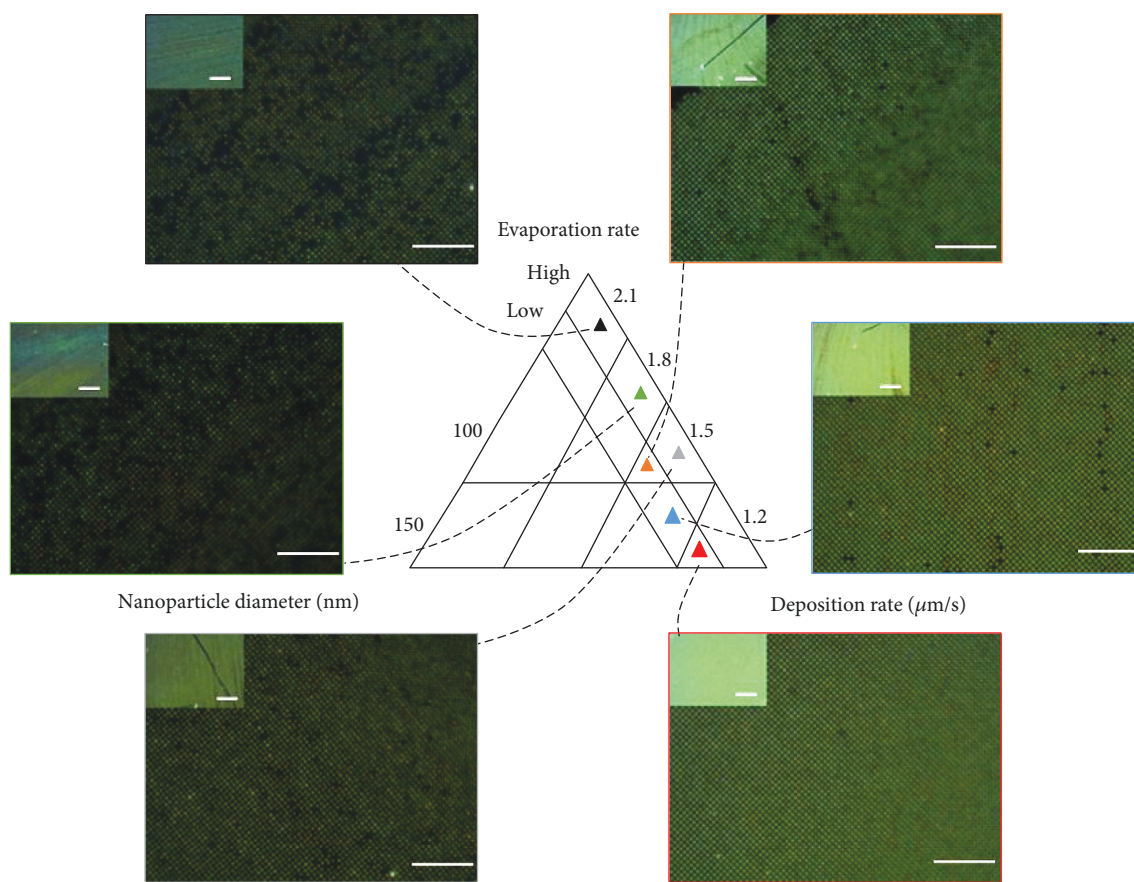 Evaporation rate
High
Low
2.1
1.8
100
1.5
150
1.2
Nanoparticle diameter (nm)
Deposition rate (μm/s)